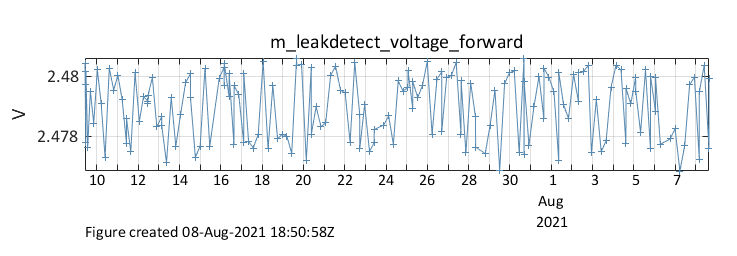 m_leakdetect_voltage_forward
2.48
V
2.478
10 12 14 16 18 20 22 24 26 28 30 1 3 5 7
Aug
2021
Figure created 08-Aug-2021 18:50:58Z